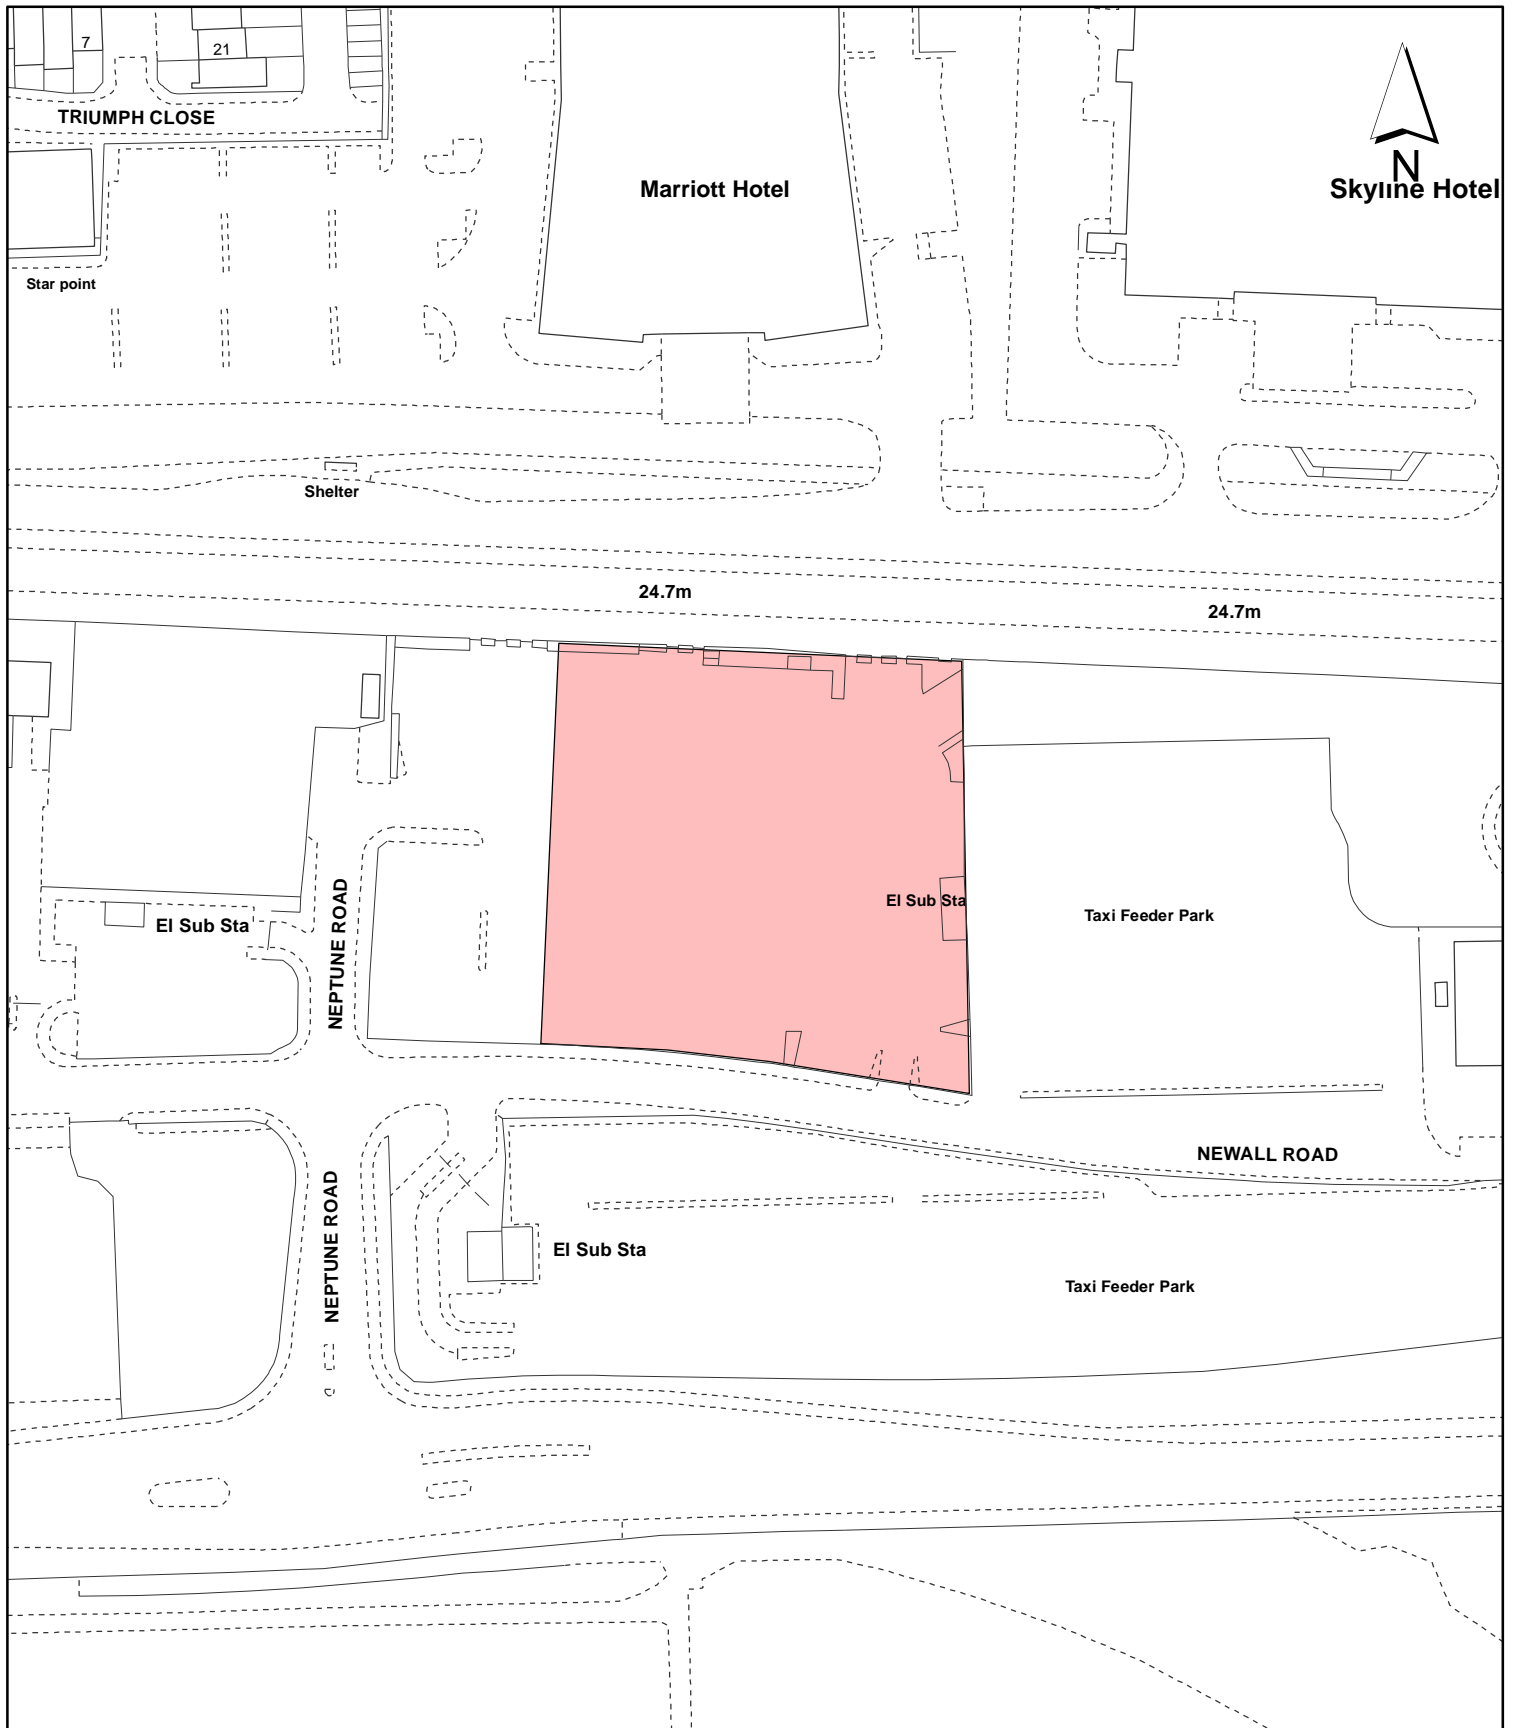 7
21
TRIUMPH CLOSE
N
Marriott Hotel
Skyline Hotel
Star point
Shelter
24.7m
24.7m
El Sub Sta
Taxi Feeder Park
El Sub Sta
NEPTUNE ROAD
NEWALL ROAD
NEPTUNE ROAD
El Sub Sta
Taxi Feeder Park